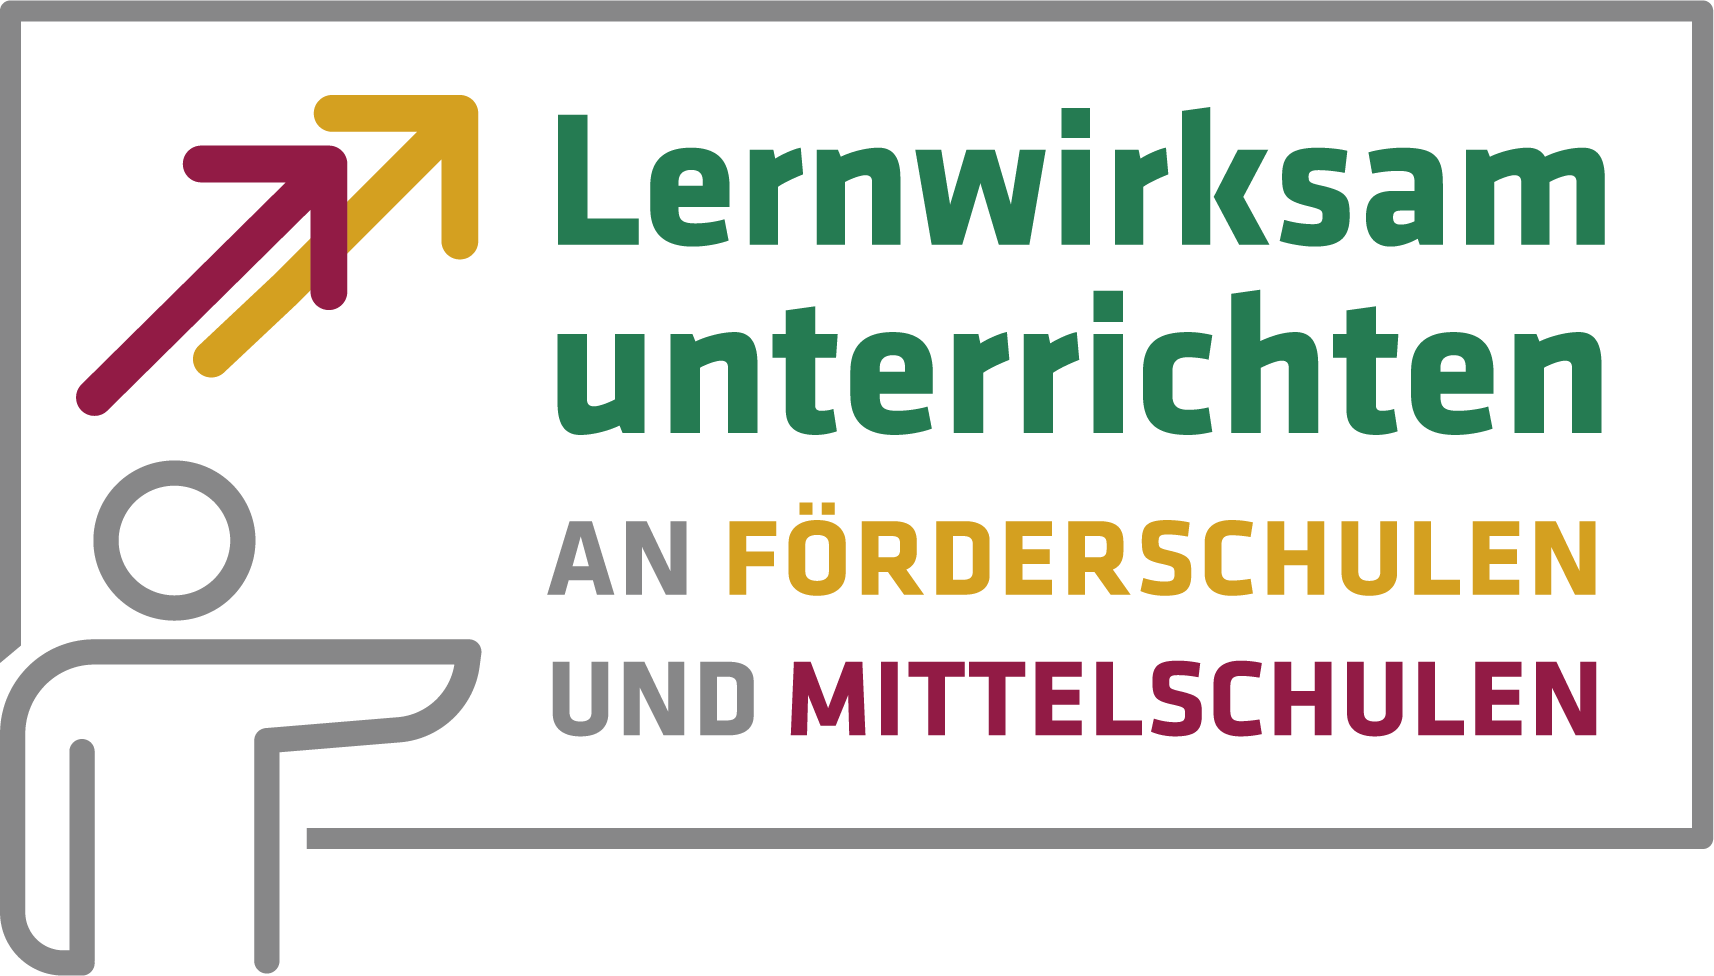 Lernwirksam
unterrichten
AN FÖRDERSCHULEN
UND MITTELSCHULEN